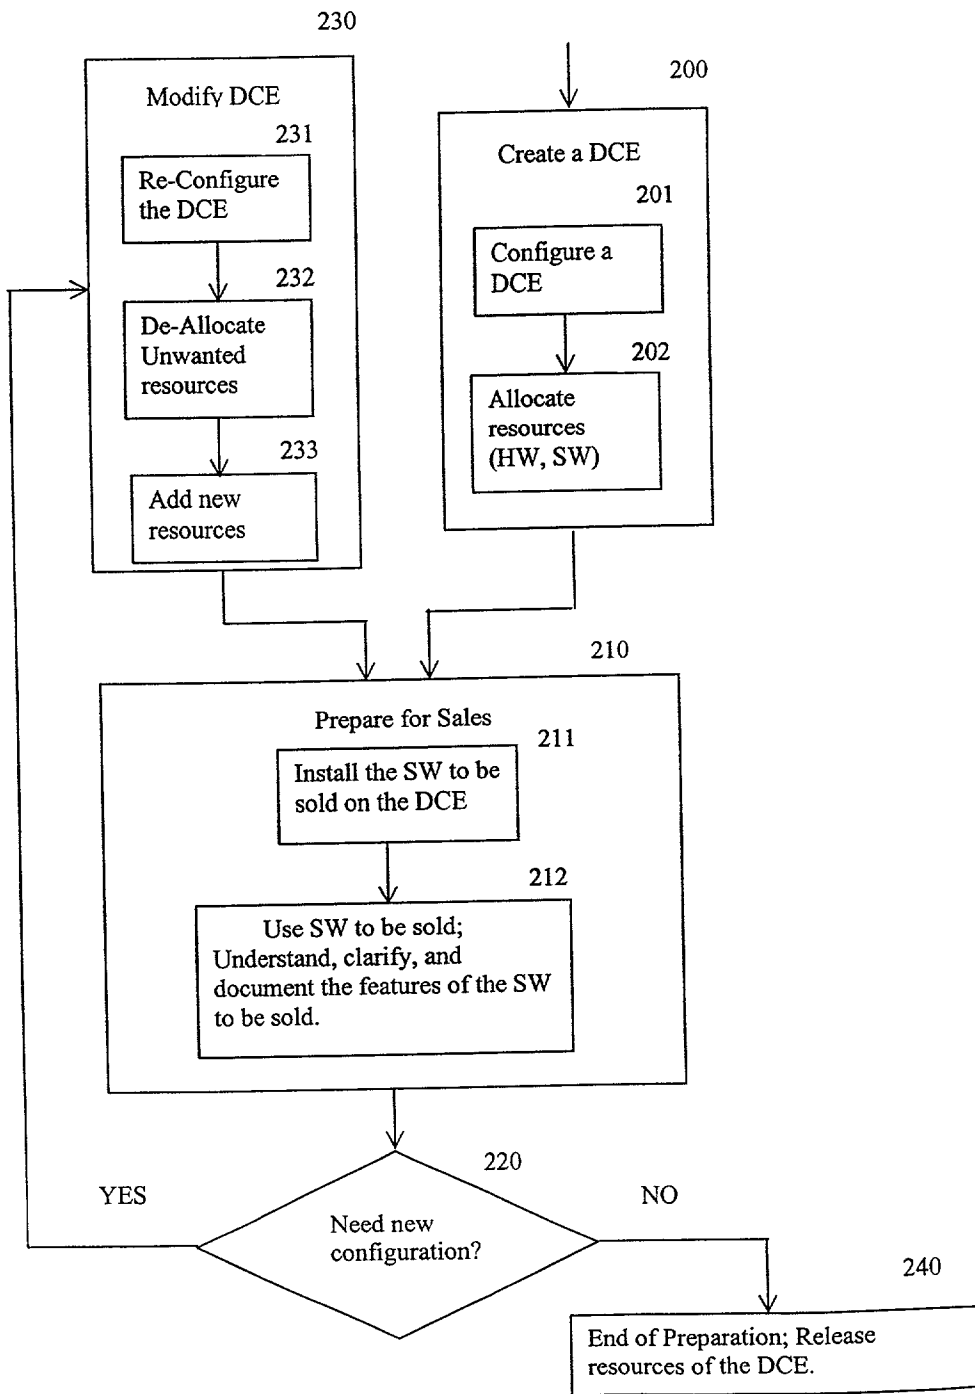 230
Modify DCE
231
Re-Configure
the DCE
232
De-Allocate
Unwanted
resources
233
Add new
resources
200
Create a DCE
201
Configure a
DCE
202
Allocate
resources
(HW, SW)
210
Prepare for Sales
211
Install the SW to be
sold on the DCE
212
Use SW to be sold;
Understand, clarify, and
document the features of the SW
to be sold.
220
YES
NO
Need new
configuration?
240
End of Preparation; Release
resources of the DCE.